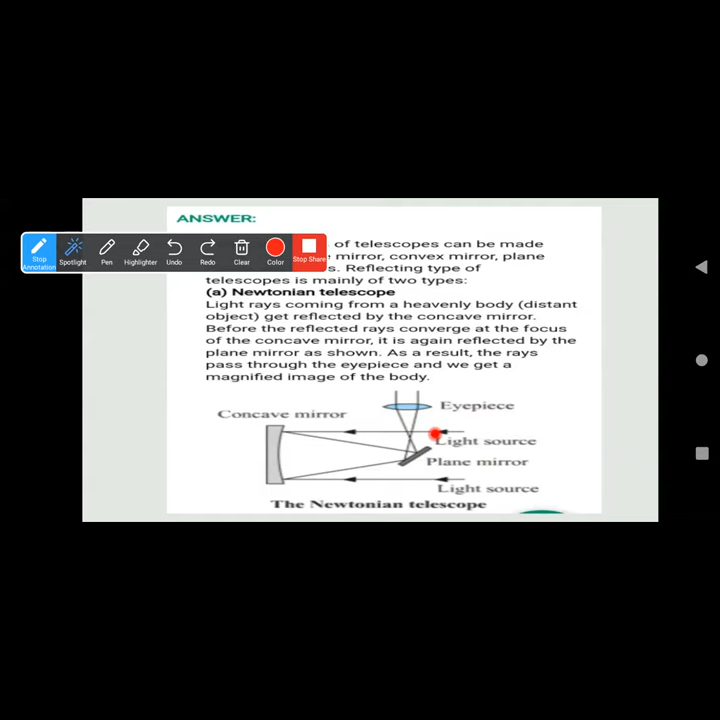 ANSWER:
Stop Annotation
Spotlight
Pen
Highlighter
Undo
Redo
Clear
Color
Stop Share
of telescopes can be made
mirror, convex mirror, plane
s. Reflecting type of
telescopes is mainly of two types:
(a) Newtonian telescope
Light rays coming from a heavenly body (distant
object) get reflected by the concave mirror.
Before the reflected rays converge at the focus
of the concave mirror, it is again reflected by the
plane mirror as shown. As a result, the rays
pass through the eyepiece and we get a
magnified image of the body.
Eyepiece
Concave mirror
Light source
Plane mirror
Light source
The Newtonian telescope